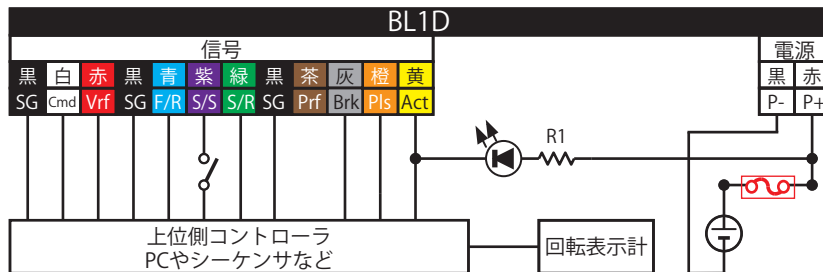 BL1D
信号
電源
黒 白 赤 黒 青 紫 緑 黒 茶 灰 橙 黄
黒 赤
SG Cmd Vrf SG F/R S/S S/R SG Prf Brk Pls Act
P- P+
R1
上位側コントローラ
PCやシーケンサなど
回転表示計